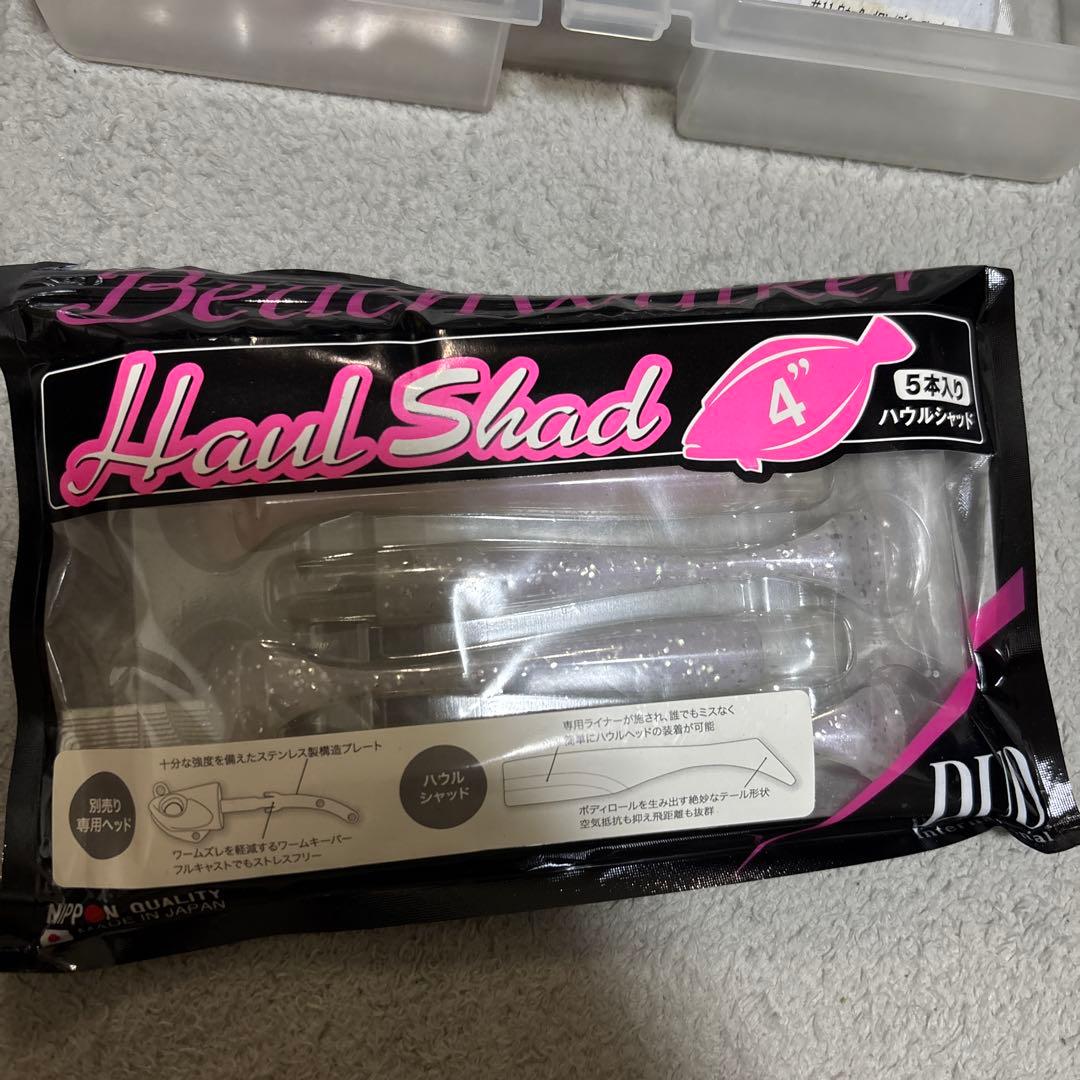 Beach Walker
Haul Shad
4"
5本入り
ハウルシャッド
十分な強度を備えたステンレス製構造プレート
別売り
専用ヘッド
ワームズレを軽減するワームキーパー
フルキャストでもストレスフリー
ハウル
シャッド
専用ライナーが施され、誰でもミスなく
簡単にハウルヘッドの装着が可能
ボディロールを生み出す絶妙なテール形状
空気抵抗も抑え飛距離も抜群
DUO
International
NIPPON QUALITY
MADE IN JAPAN